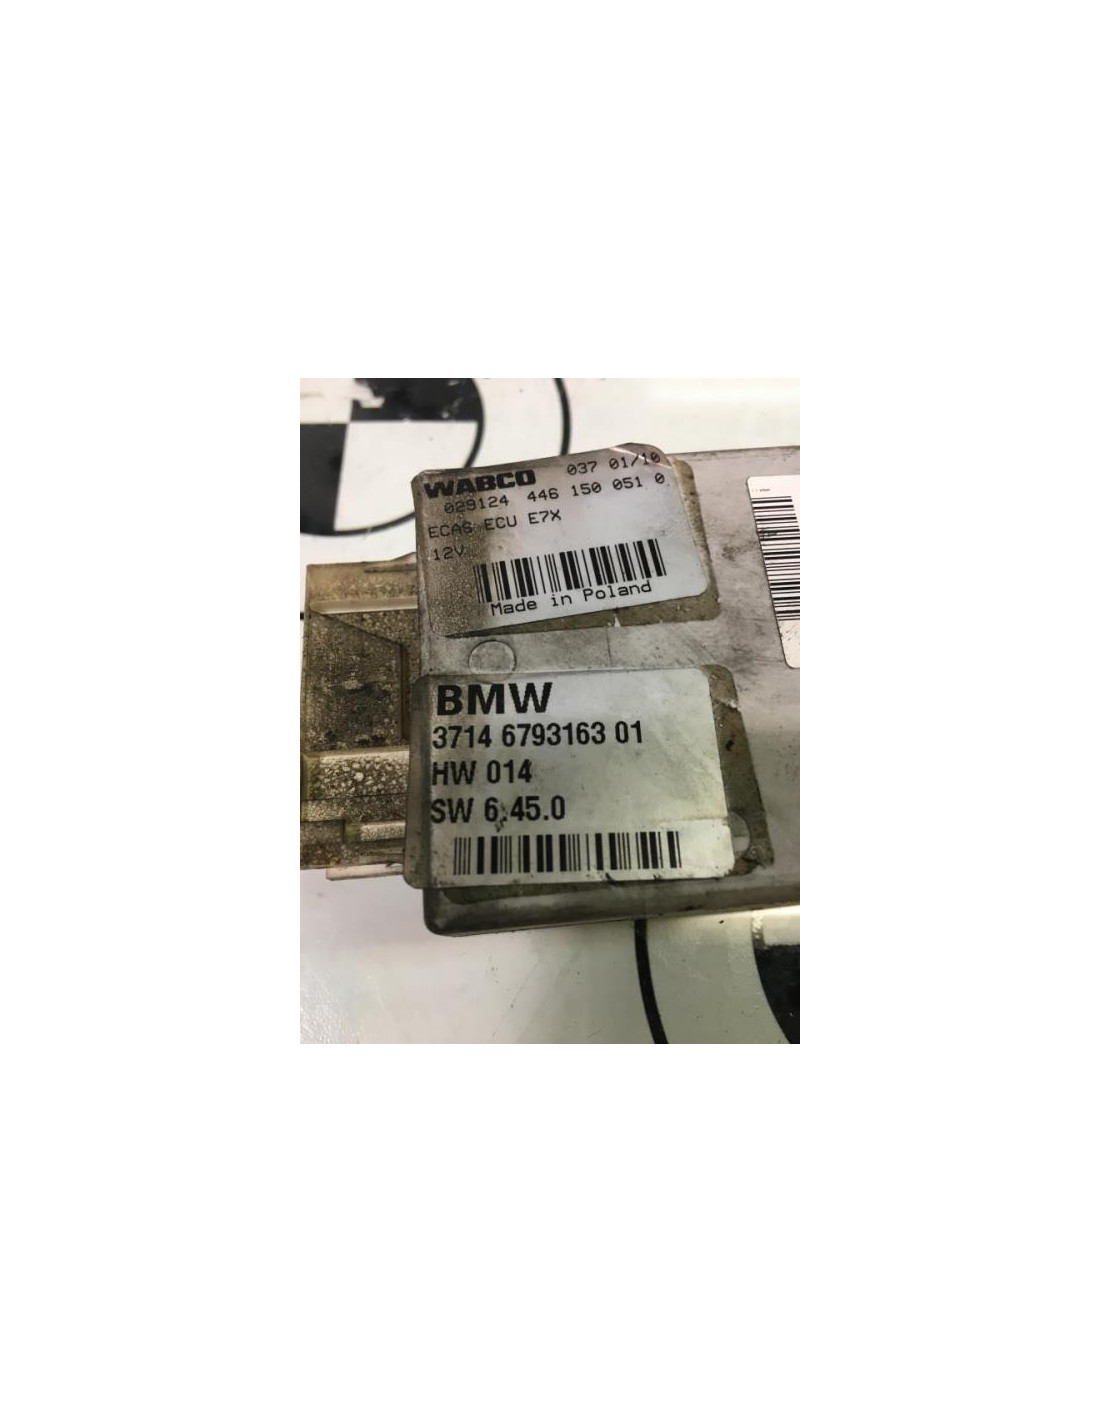 WABCO 037 01/10
029124 446 150 051 0
ECAS ECU E7X
12V
Made in Poland
BMW
3714 6793163 01
HW 014
SW 6.45.0